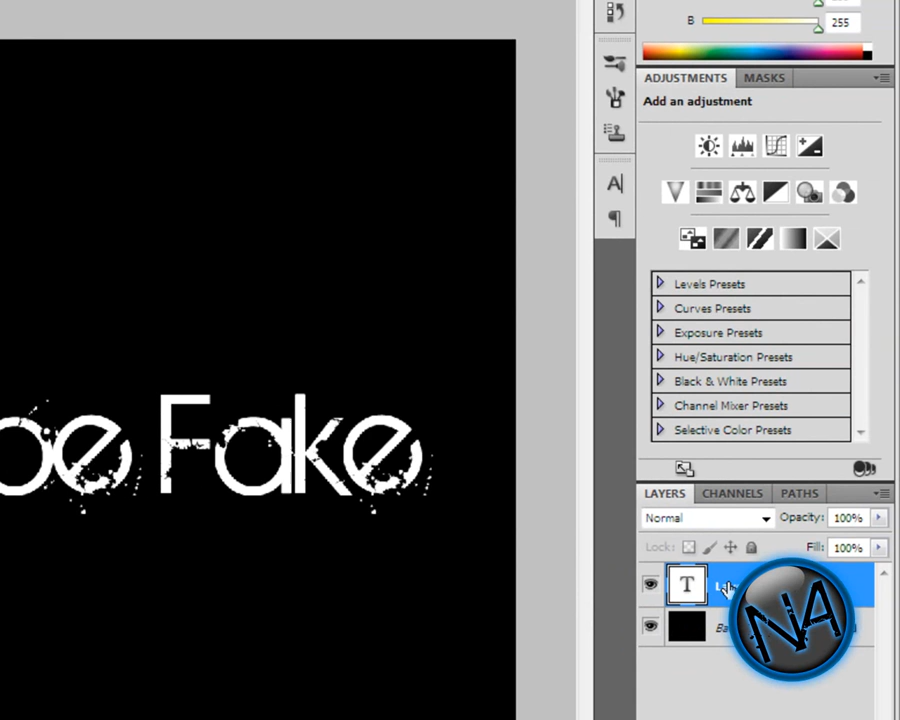 B 255
ADJUSTMENTS MASKS
Add an adjustment
Levels Presets
Curves Presets
Exposure Presets
Hue/Saturation Presets
Black & White Presets
Channel Mixer Presets
Selective Color Presets
be Fake
LAYERS CHANNELS PATHS
Normal Opacity: 100%
Lock: Fill: 100%
T
NA